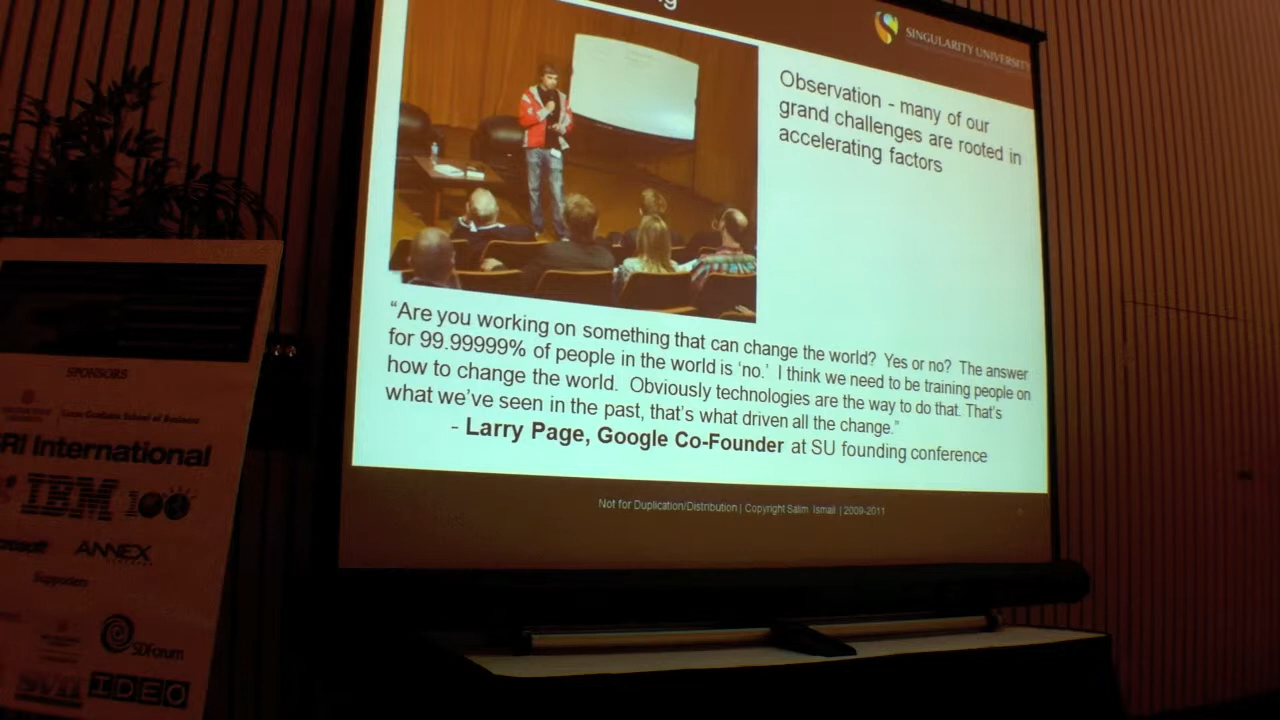 SINGULARITY UNIVERSITY
Observation - many of our
grand challenges are rooted in
accelerating factors
“Are you working on something that can change the world? Yes or no? The answer
for 99.99999% of people in the world is ‘no.’ I think we need to be training people on
how to change the world. Obviously technologies are the way to do that. That's
what we've seen in the past, that's what driven all the change.”
- Larry Page, Google Co-Founder at SU founding conference
Not for Duplication/Distribution | Copyright Salim Ismail | 2009-2011
SPONSORS
Graduate School of Business
RI International
IBM 100
ANNEX
Supporters
SDForum
IDEO